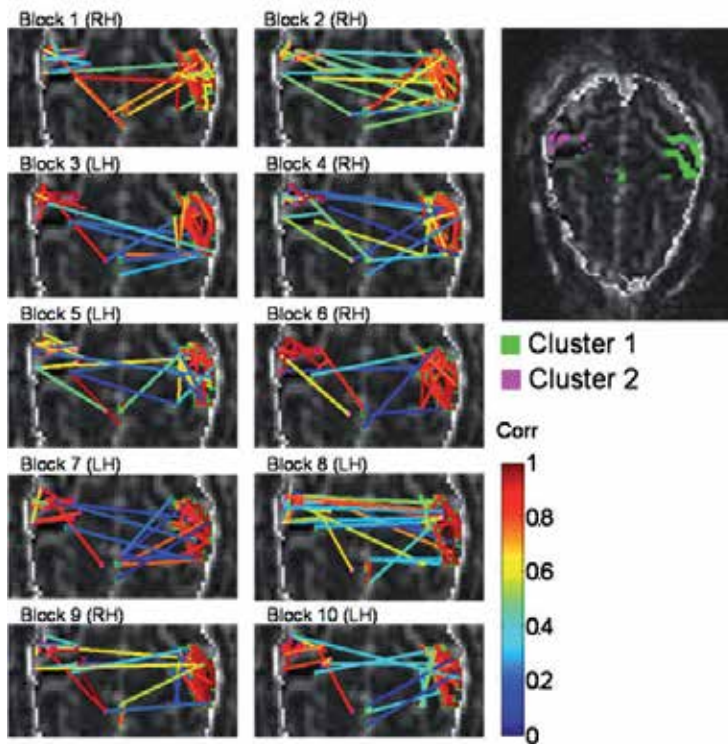 Block 1 (RH)
Block 2 (RH)
Block 3 (LH)
Block 4 (RH)
Block 5 (LH)
Block 6 (RH)
Block 7 (LH)
Block 8 (LH)
Block 9 (RH)
Block 10 (LH)
Cluster 1
Cluster 2
Corr
1
0.8
0.6
0.4
0.2
0